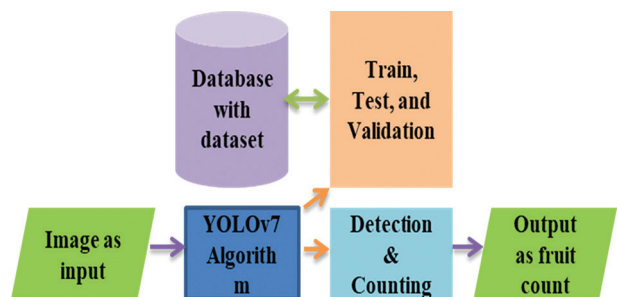 Database
with
dataset
Train,
Test, and
Validation
Image as
input
YOLOv7
Algorith
m
Detection
&
Counting
Output
as fruit
count